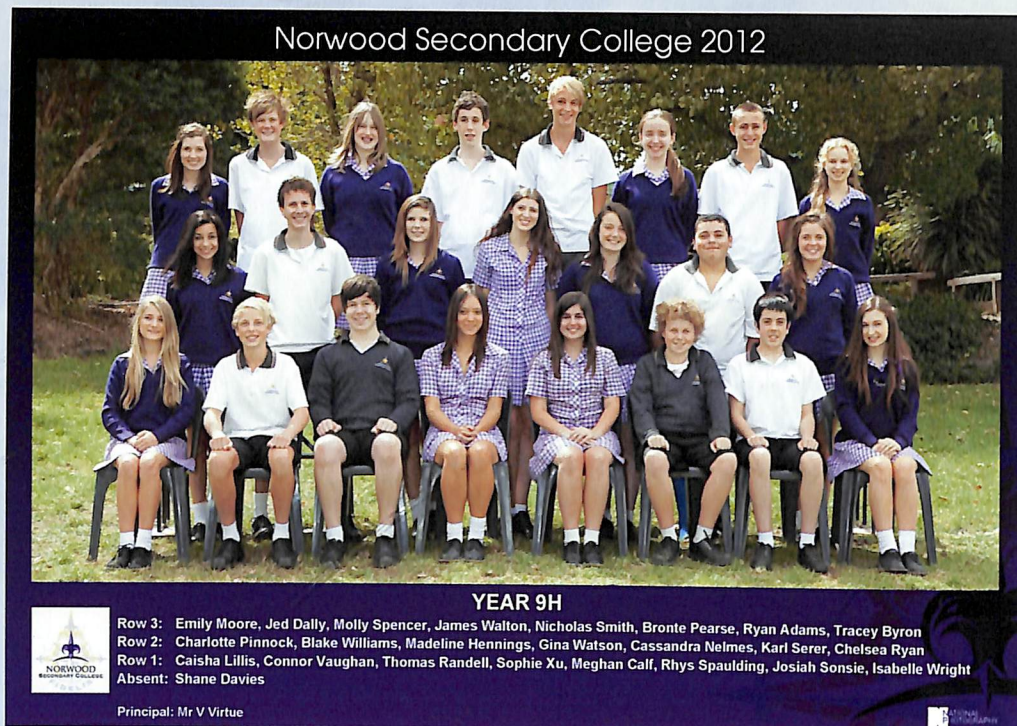 Norwood Secondary College 2012
YEAR 9H
Row 3: Emily Moore, Jed Dally, Molly Spencer, James Walton, Nicholas Smith, Bronte Pearse, Ryan Adams, Tracey Byron
Row 2: Charlotte Pinnock, Blake Williams, Madeline Hennings, Gina Watson, Cassandra Nelmes, Karl Serer, Chelsea Ryan
Row 1: Caisha Lillis, Connor Vaughan, Thomas Randell, Sophie Xu, Meghan Calf, Rhys Spaulding, Josiah Sonsie, Isabelle Wright
Absent: Shane Davies
NORWOOD
SECONDARY COLLEGE
Principal: Mr V Virtue
NATIONAL
PHOTOGRAPHY